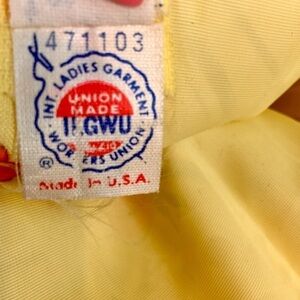 471103
INT. LADIES GARMENT
UNION
MADE
ILGWU
WORKERS UNION
®
Made In U.S.A.